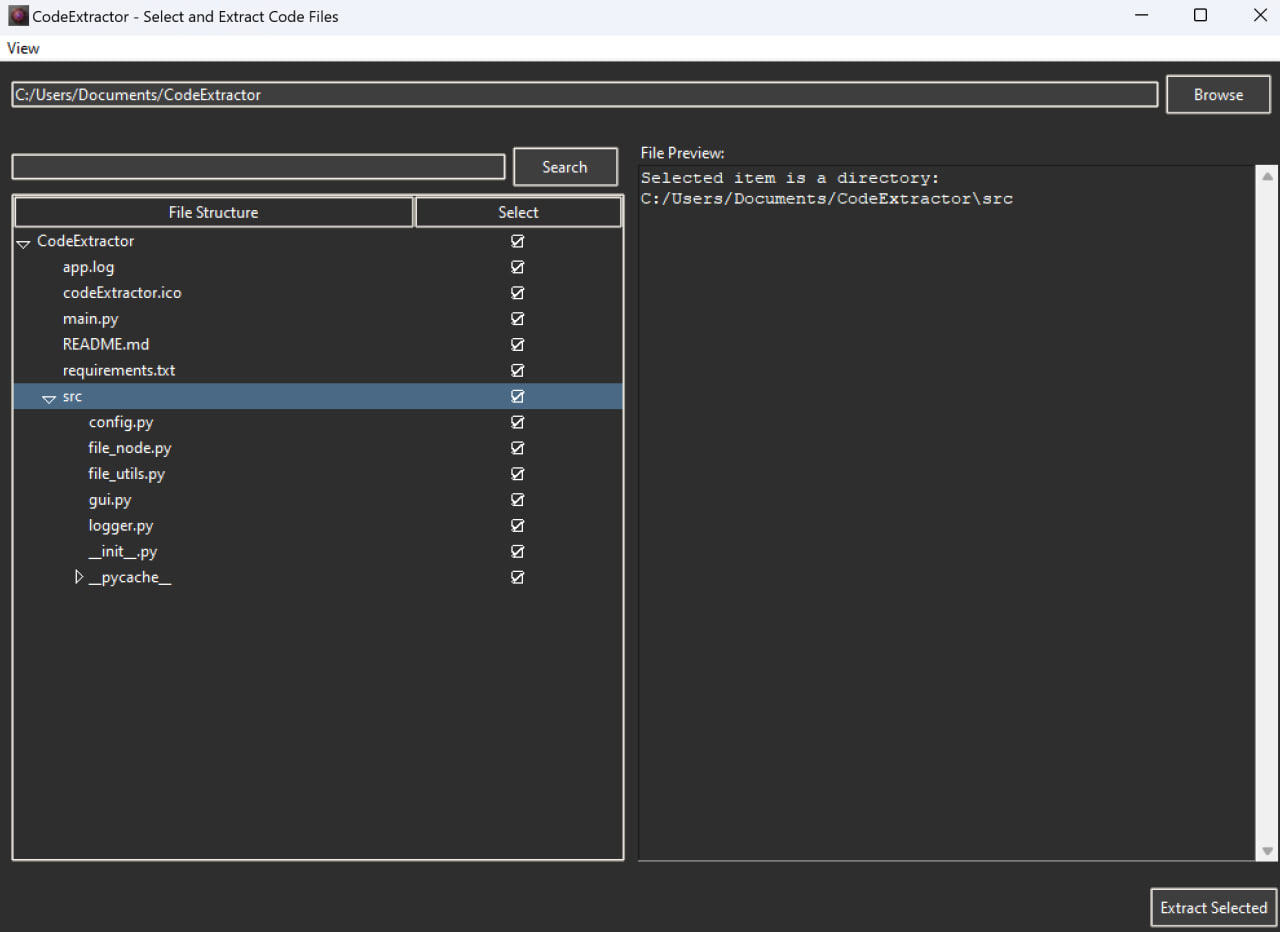 CodeExtractor - Select and Extract Code Files
View
C:/Users/Documents/CodeExtractor
Browse
Search
File Structure
Select
CodeExtractor
app.log
codeExtractor.ico
main.py
README.md
requirements.txt
src
config.py
file_node.py
file_utils.py
gui.py
logger.py
__init__.py
__pycache__
File Preview:
Selected item is a directory:
C:/Users/Documents/CodeExtractor\src
Extract Selected